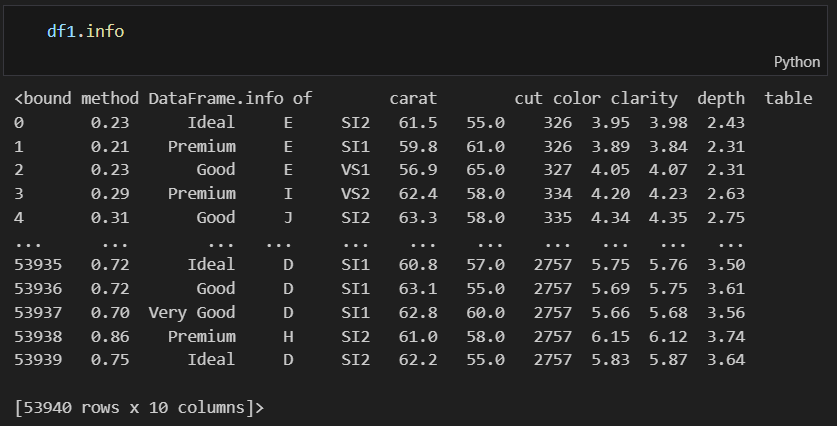 df1.info
Python
<bound method DataFrame.info of        carat        cut color clarity  depth  table
0       0.23      Ideal     E     SI2   61.5   55.0    326  3.95  3.98  2.43
1       0.21    Premium     E     SI1   59.8   61.0    326  3.89  3.84  2.31
2       0.23       Good     E     VS1   56.9   65.0    327  4.05  4.07  2.31
3       0.29    Premium     I     VS2   62.4   58.0    334  4.20  4.23  2.63
4       0.31       Good     J     SI2   63.3   58.0    335  4.34  4.35  2.75
...      ...        ...   ...     ...    ...    ...    ...   ...   ...   ...
53935   0.72      Ideal     D     SI1   60.8   57.0   2757  5.75  5.76  3.50
53936   0.72       Good     D     SI1   63.1   55.0   2757  5.69  5.75  3.61
53937   0.70  Very Good     D     SI1   62.8   60.0   2757  5.66  5.68  3.56
53938   0.86    Premium     H     SI2   61.0   58.0   2757  6.15  6.12  3.74
53939   0.75      Ideal     D     SI2   62.2   55.0   2757  5.83  5.87  3.64
[53940 rows x 10 columns]>